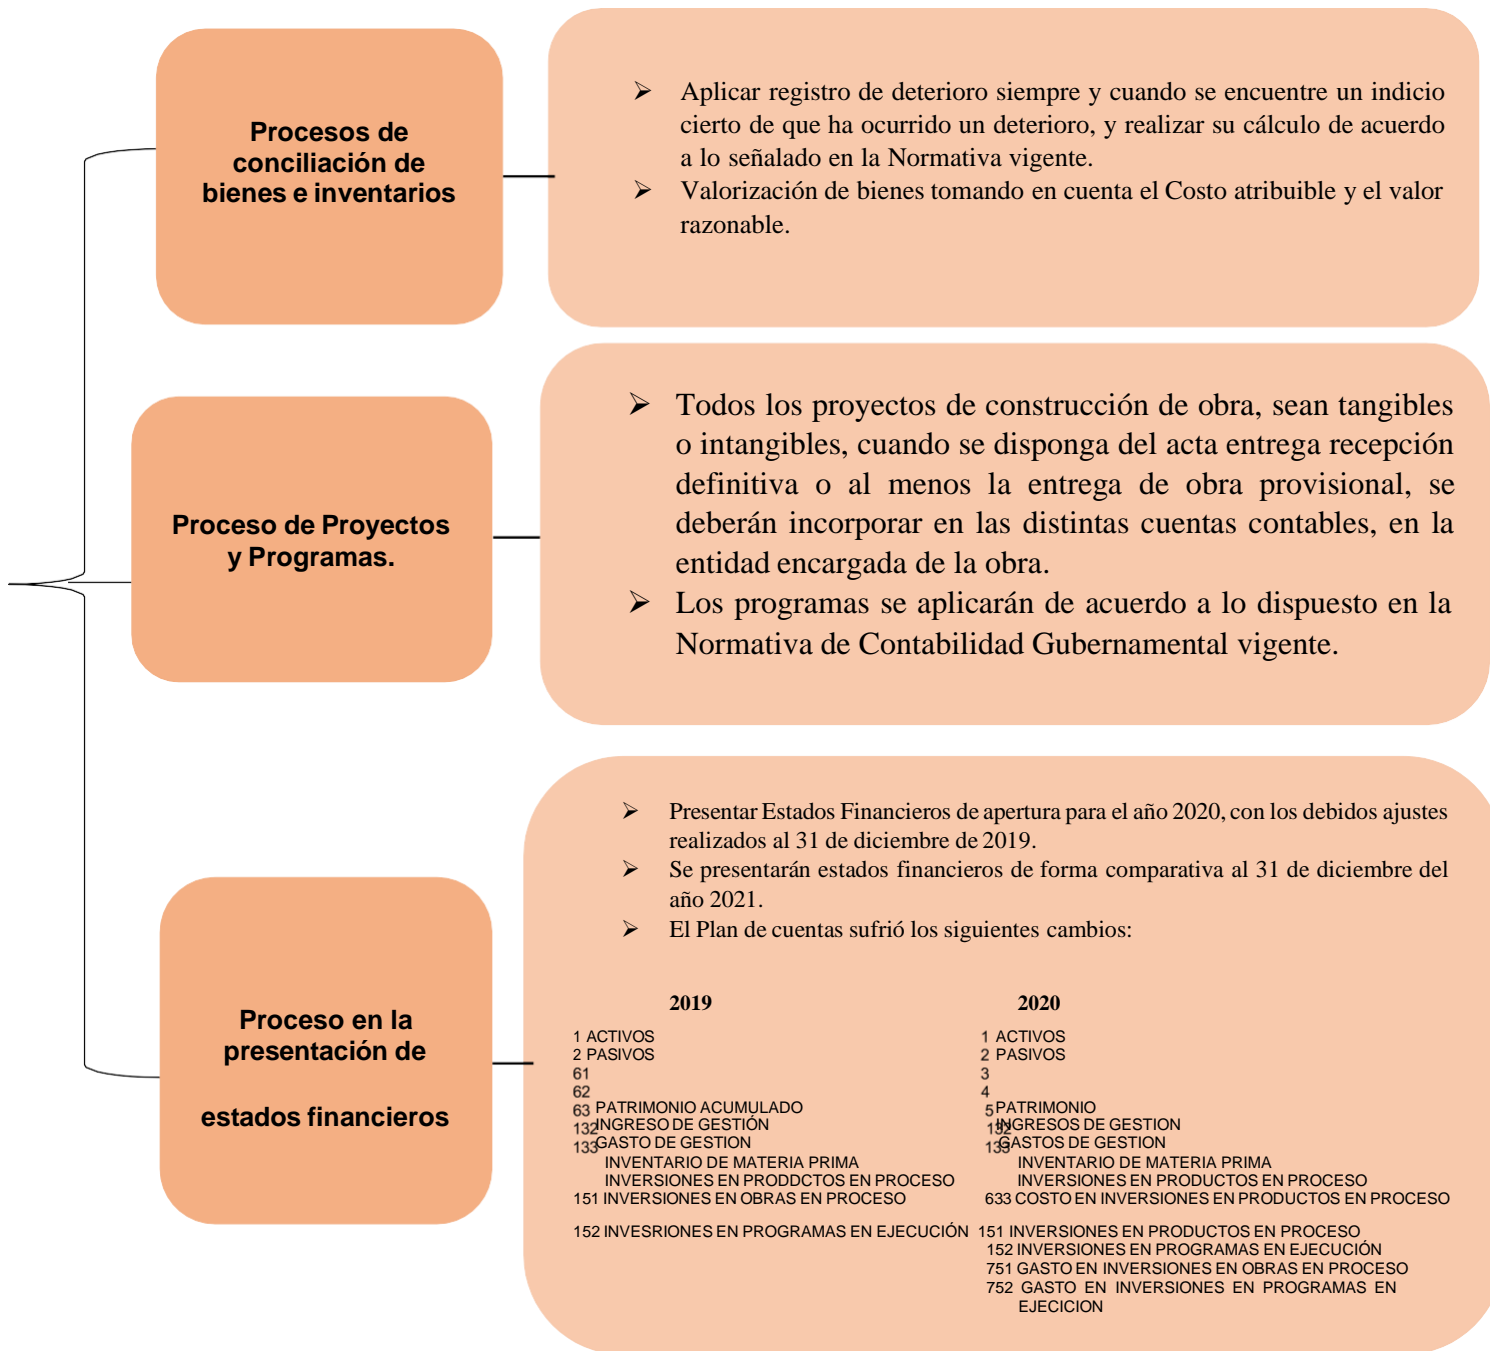 Procesos de
conciliación de
bienes e inventarios
➢ Aplicar registro de deterioro siempre y cuando se encuentre un indicio
cierto de que ha ocurrido un deterioro, y realizar su cálculo de acuerdo
a lo señalado en la Normativa vigente.
➢ Valorización de bienes tomando en cuenta el Costo atribuible y el valor
razonable.
Proceso de Proyectos
y Programas.
➢ Todos los proyectos de construcción de obra, sean tangibles
o intangibles, cuando se disponga del acta entrega recepción
definitiva o al menos la entrega de obra provisional, se
deberán incorporar en las distintas cuentas contables, en la
entidad encargada de la obra.
➢ Los programas se aplicarán de acuerdo a lo dispuesto en la
Normativa de Contabilidad Gubernamental vigente.
Proceso en la
presentación de
estados financieros
➢ Presentar Estados Financieros de apertura para el año 2020, con los debidos ajustes
realizados al 31 de diciembre de 2019.
➢ Se presentarán estados financieros de forma comparativa al 31 de diciembre del
año 2021.
➢ El Plan de cuentas sufrió los siguientes cambios:
2019
1 ACTIVOS
2 PASIVOS
61
62
63 PATRIMONIO ACUMULADO
132 INGRESO DE GESTIÓN
133 GASTO DE GESTION
INVENTARIO DE MATERIA PRIMA
INVERSIONES EN PRODDCTOS EN PROCESO
151 INVERSIONES EN OBRAS EN PROCESO
152 INVESRIONES EN PROGRAMAS EN EJECUCIÓN
2020
1 ACTIVOS
2 PASIVOS
3
4
5 PATRIMONIO
132 INGRESOS DE GESTION
133 GASTOS DE GESTION
INVENTARIO DE MATERIA PRIMA
INVERSIONES EN PRODUCTOS EN PROCESO
633 COSTO EN INVERSIONES EN PRODUCTOS EN PROCESO
151 INVERSIONES EN PRODUCTOS EN PROCESO
152 INVERSIONES EN PROGRAMAS EN EJECUCIÓN
751 GASTO EN INVERSIONES EN OBRAS EN PROCESO
752 GASTO EN INVERSIONES EN PROGRAMAS EN
EJECICION